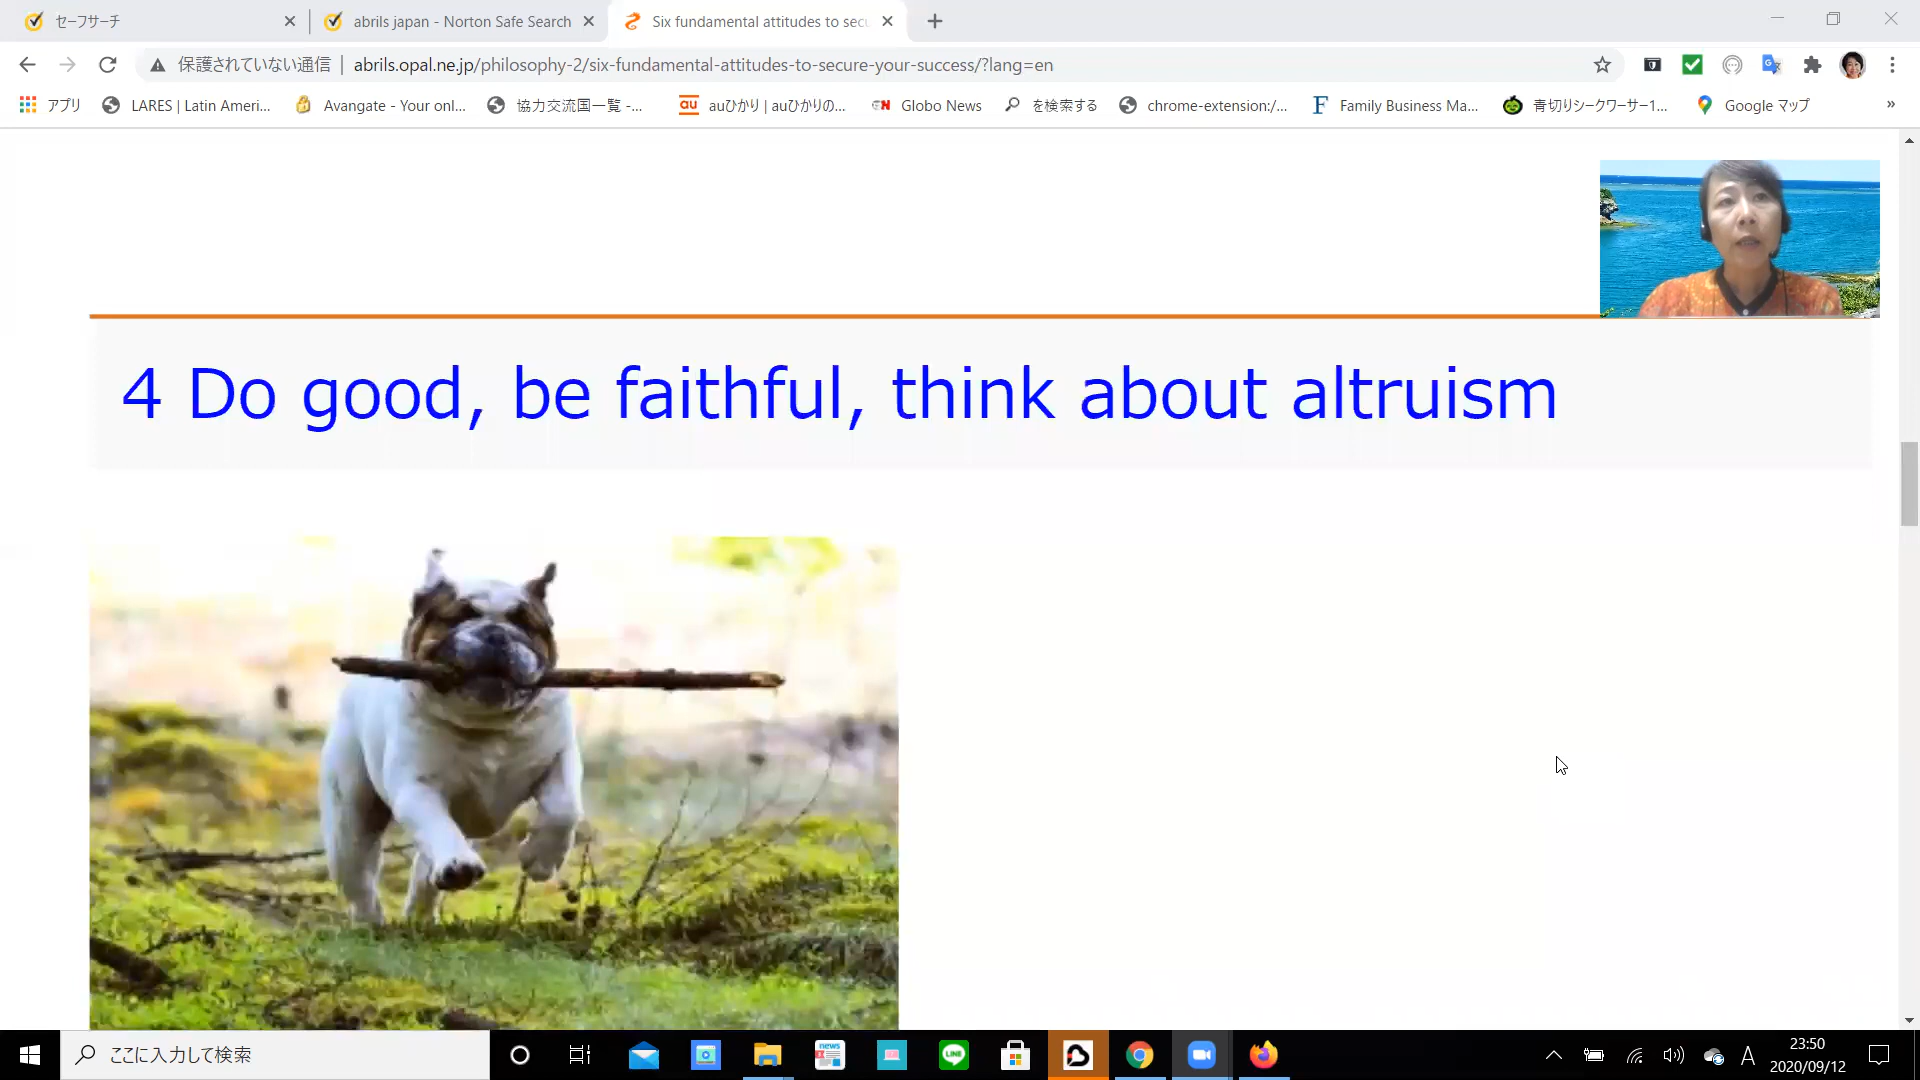 セーフサーチ
abrils japan - Norton Safe Search
Six fundamental attitudes to secu
保護されていない通信 | abrils.opal.ne.jp/philosophy-2/six-fundamental-attitudes-to-secure-your-success/?lang=en
アプリ
LARES | Latin Ameri...
Avangate - Your onl...
協力交流国一覧 -...
au
auひかり | auひかりの...
Globo News
を検索する
chrome-extension:/...
Family Business Ma...
青切りシークワーサー1...
Google マップ
4 Do good, be faithful, think about altruism
ここに入力して検索
news
LINE
A
23:50
2020/09/12